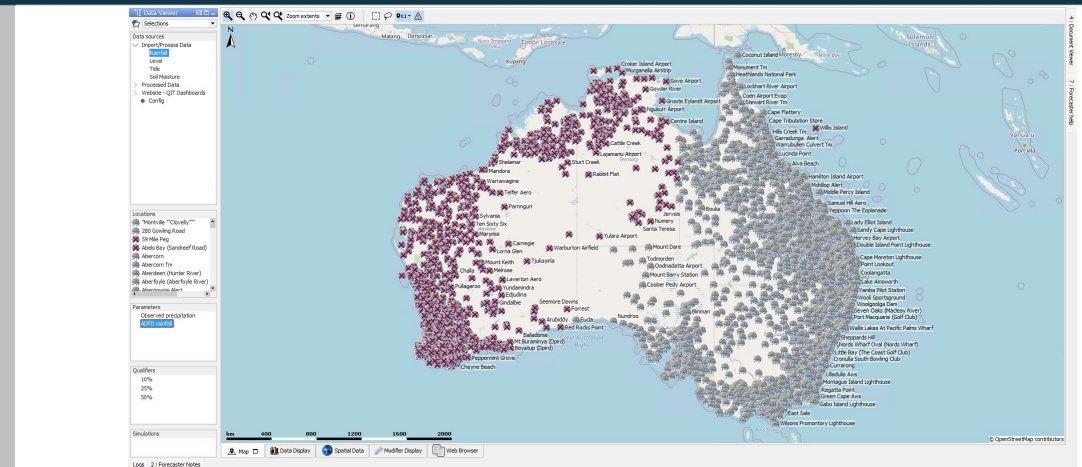 Data Viewer
Selections
Zoom extents
Data sources
Import/Process Data
Rainfall
Level
Tide
Soil Moisture
Processed Data
Website - QIT Dashboards
Config
Locations
"Montville ""Clovelly"""
280 Gowling Road
59 Mile Peg
Abels Bay (Sandreef Road)
Abercorn
Abercorn Tm
Aberdeen (Hunter River)
Aberfoyle (Aberfoyle River)
Abergowrie Alert
Parameters
Observed precipitation
ADFD rainfall
Qualifiers
10%
25%
50%
Simulations
N
Semarang
Malang
Denpasar
Timor-Leste
Kupang
Solomon
Islands
Vanuatu
Port Vila
Coconut Island
Moresby
Croker Island Airport
Murganella Airstrip
Gove Airport
Goyder River
Groote Eylandt Airport
Ngukurr Airport
Centre Island
Monument Tm
Heathlands National Park
Lockhart River Airport
Coen Airport Evap
Stewart River Tm
Cape Flattery
Cape Tribulation Store
Willis Island
Hills Creek Tm
Garradunga Alert
Warrubullen Culvert Tm
Lucinda Point
Alva Beach
Cattle Creek
Lajamanu Airport
Sturt Creek
Rabbit Flat
Shelamar
Mandora
Warrawagine
Telfer Aero
Parnngurr
Hamilton Island Airport
Middlop Alert
Middle Percy Island
Samuel Hill Aero
Yeppoon The Esplanade
Boulia
Jervois
Numery
Santa Teresa
Sylvania
Ten Sixty Six
Marymia
Lorna Glen
Carnegie
Warburton Airfield
Yulara Airport
Mount Dare
Lady Elliot Island
Sandy Cape Lighthouse
Hervey Bay Airport
Double Island Point Lighthouse
Cape Moreton Lighthouse
Point Lookout
Coolangatta
Lake Ainsworth
Yamba Pilot Station
Wooli Sportsground
Woolgoolga Dam
Seven Oaks (Macleay River)
Port Macquarie (Golf Club)
Mount Keith
Tjukayirla
Challa
Melrose
Laverton Aero
Pullagaroo
Yundamindra
Edjudina
Gindalbie
Todmorden
Oodnadatta Airport
Mount Barry Station
Coober Pedy Airport
Seemore Downs
Forrest
Arubiddy
Eucla
Red Rocks Point
Nundroo
Blinman
Balladonia
Mt Buraminya (Dpird)
Boyatup (Dpird)
Peppermint Grove
Cheyne Beach
Wallis Lakes At Pacific Palms Wharf
Sheppards Hill
Nords Wharf Oval (Nords Wharf)
Little Bay (The Coast Golf Club)
Cronulla South Bowling Club
Currarong
Ulladulla Aws
Montague Island Lighthouse
Regatta Point
Green Cape Aws
Gabo Island Lighthouse
East Sale
Wilsons Promontory Lighthouse
km 400 800 1200 1600 2000
© OpenStreetMap contributors
Map
Data Display
Spatial Data
Modifier Display
Web Browser
Logs
2 : Forecaster Notes
4 : Document Viewer
7 : Forecaster help